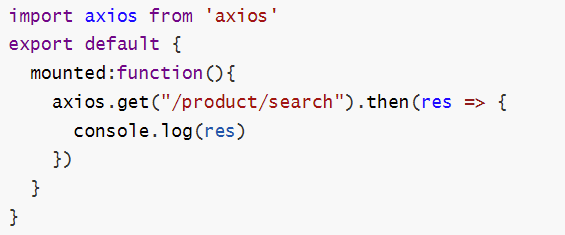 import axios from 'axios'
export default {
  mounted:function(){
    axios.get("/product/search").then(res => {
      console.log(res)
    })
  }
}